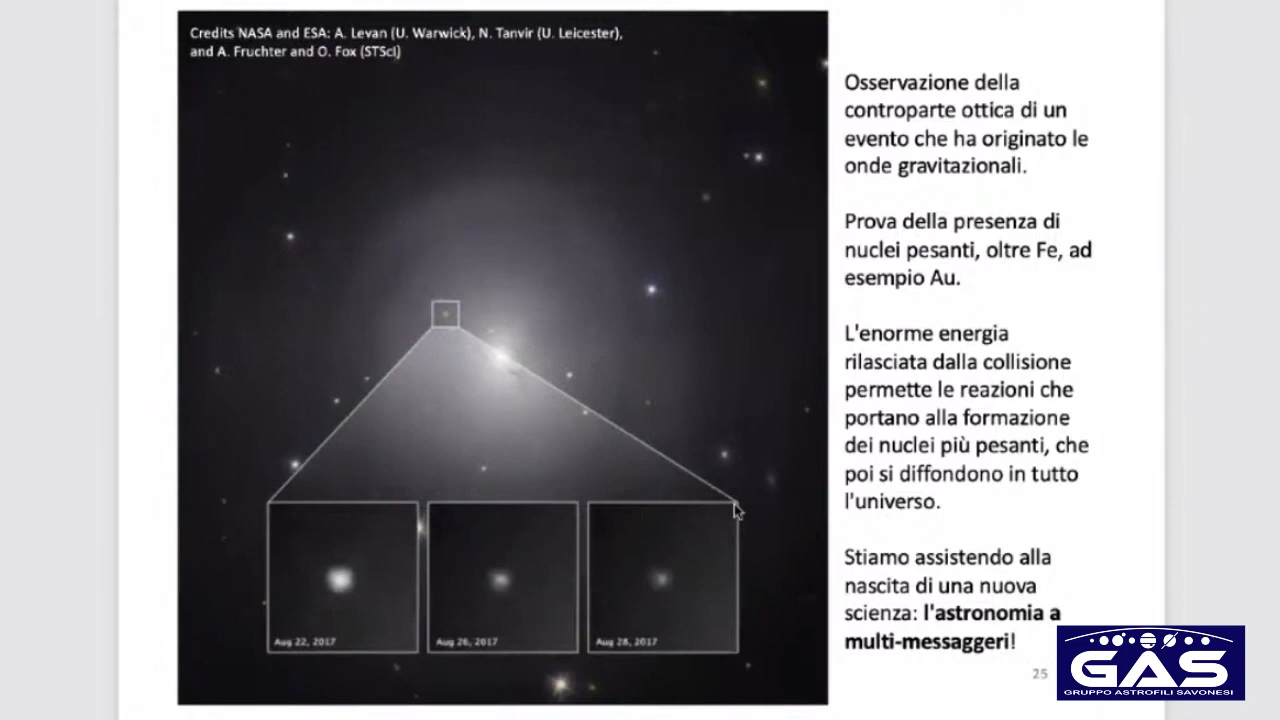 Credits NASA and ESA: A. Levan (U. Warwick), N. Tanvir (U. Leicester),
and A. Fruchter and O. Fox (STScI)
Aug 22, 2017
Aug 26, 2017
Aug 28, 2017
Osservazione della
controparte ottica di un
evento che ha originato le
onde gravitazionali.
Prova della presenza di
nuclei pesanti, oltre Fe, ad
esempio Au.
L'enorme energia
rilasciata dalla collisione
permette le reazioni che
portano alla formazione
dei nuclei più pesanti, che
poi si diffondono in tutto
l'universo.
Stiamo assistendo alla
nascita di una nuova
scienza: l'astronomia a
multi-messaggeri!
25
GAS
GRUPPO ASTROFILI SAVONESI